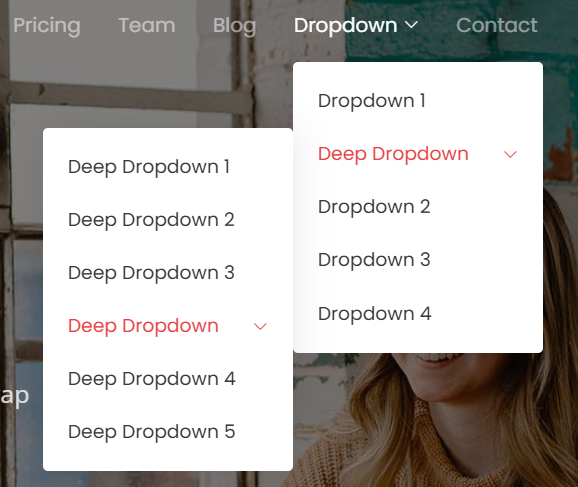 Pricing Team Blog Dropdown Contact
Dropdown 1
Deep Dropdown
Dropdown 2
Dropdown 3
Dropdown 4
Deep Dropdown 1
Deep Dropdown 2
Deep Dropdown 3
Deep Dropdown
Deep Dropdown 4
Deep Dropdown 5
ap